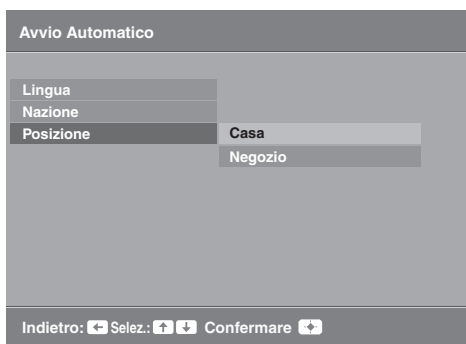 Avvio Automatico
Lingua
Nazione
Posizione Casa
Negozio
Indietro: Selez.: Confermare